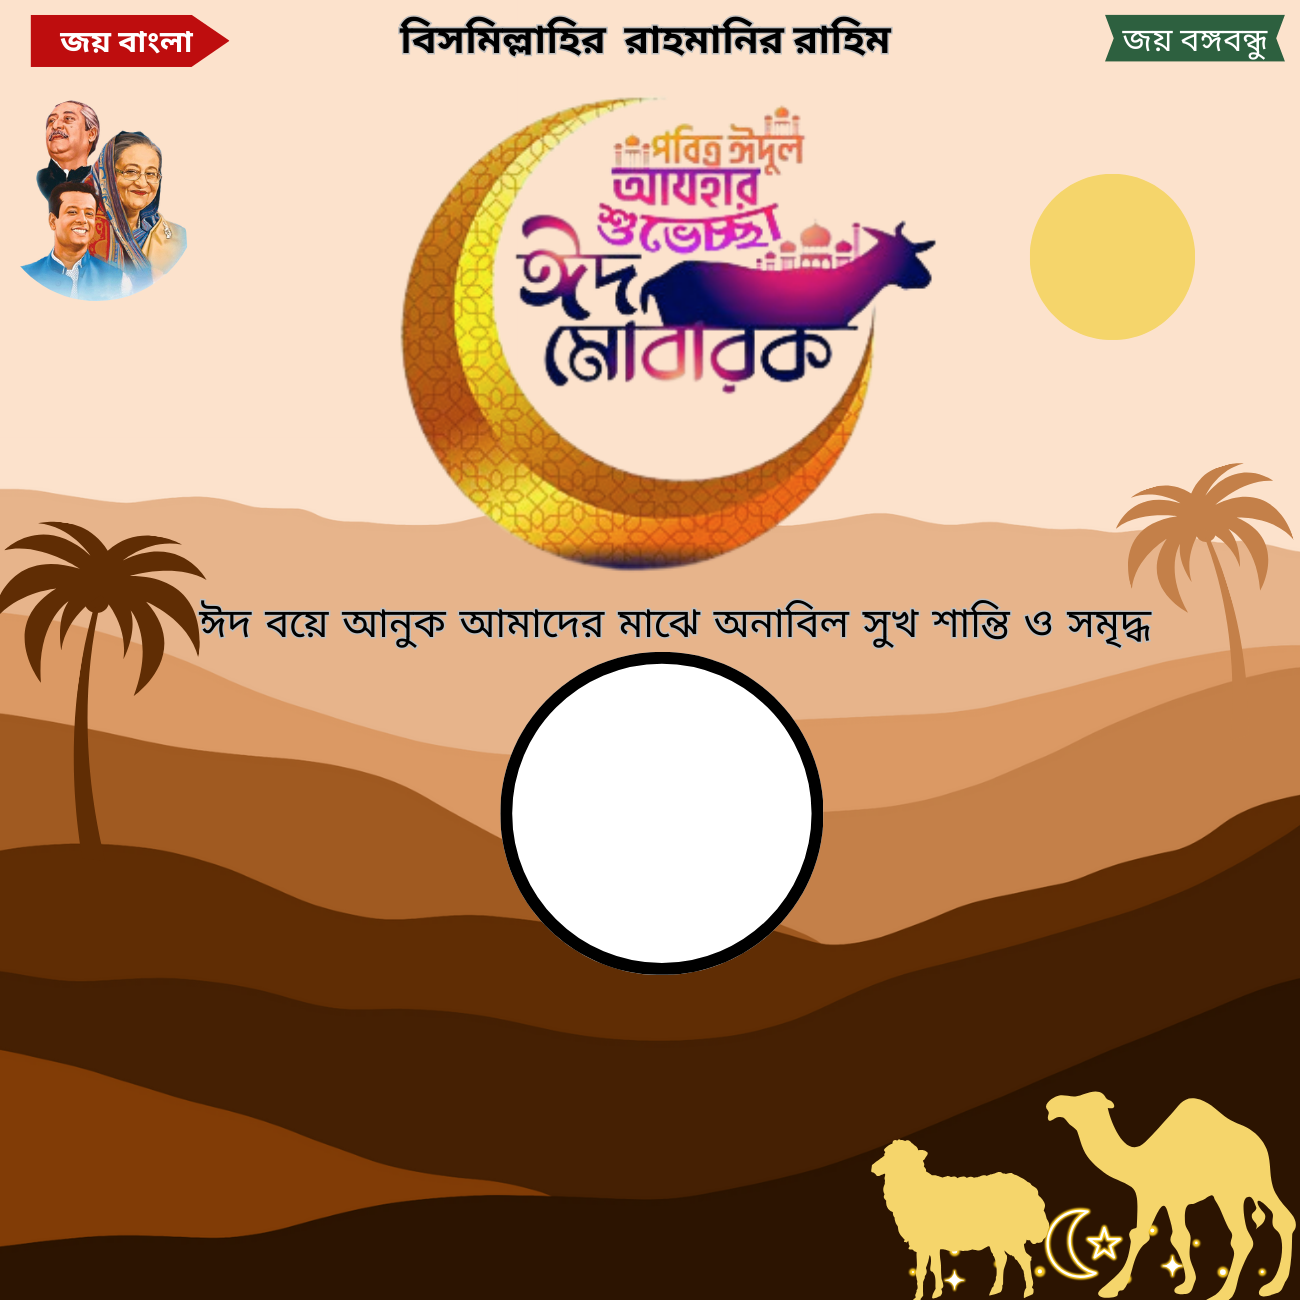 জয় বাংলা
বিসমিল্লাহির রাহমানির রাহিম
জয় বঙ্গবন্ধু
পবিত্র ঈদুল
আযহার
শুভেচ্ছা
ঈদ
মোবারক
ঈদ বয়ে আনুক আমাদের মাঝে অনাবিল সুখ শান্তি ও সমৃদ্ধ